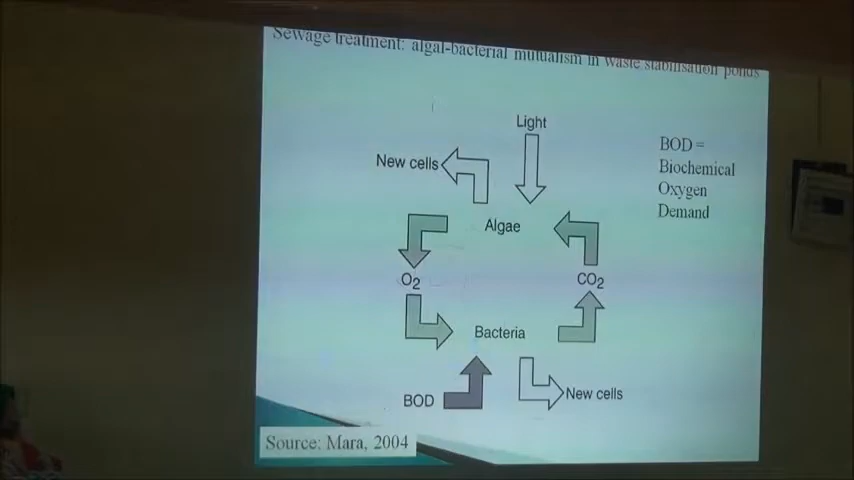 Sewage treatment: algal-bacterial mutualism in waste stabilisation ponds
Light
New cells
BOD =
Biochemical
Oxygen
Demand
Algae
O2
CO2
Bacteria
BOD
New cells
Source: Mara, 2004